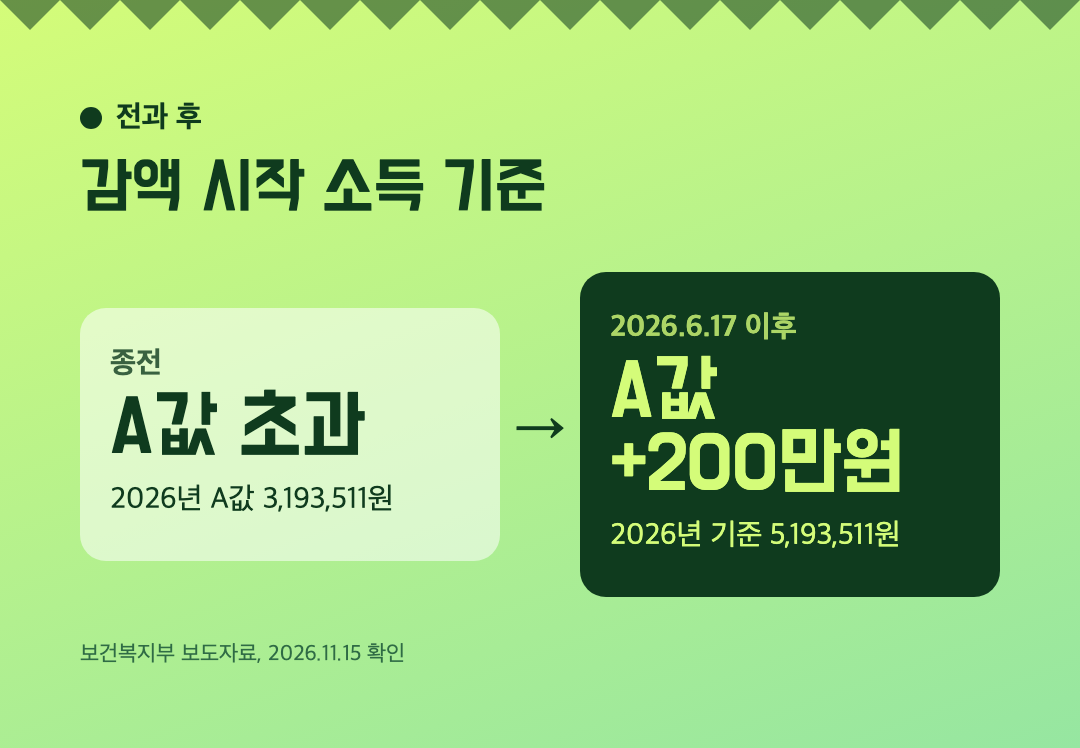 전과 후
감액 시작 소득 기준
종전
A값 초과
2026년 A값 3,193,511원
→
2026.6.17 이후
A값
+200만원
2026년 기준 5,193,511원
보건복지부 보도자료, 2026.11.15 확인